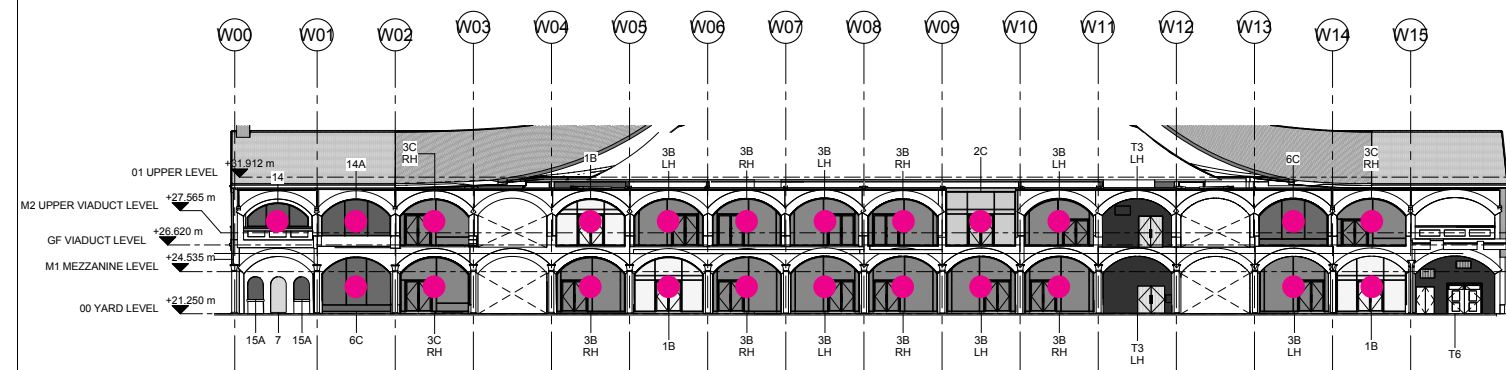 W00 W01 W02 W03 W04 W05 W06 W07 W08 W09 W10 W11 W12 W13 W14 W15
3C
RH
14A
1B
3B
LH
3B
RH
3B
LH
3B
RH
2C
3B
LH
T3
LH
6C
3C
RH
14
+31.912 m
01 UPPER LEVEL
+27.565 m
M2 UPPER VIADUCT LEVEL
+26.620 m
GF VIADUCT LEVEL
+24.535 m
M1 MEZZANINE LEVEL
+21.250 m
00 YARD LEVEL
15A 7 15A
6C
3C
RH
3B
RH
1B
3B
RH
3B
LH
3B
RH
3B
LH
3B
RH
T3
LH
3B
LH
1B
T6